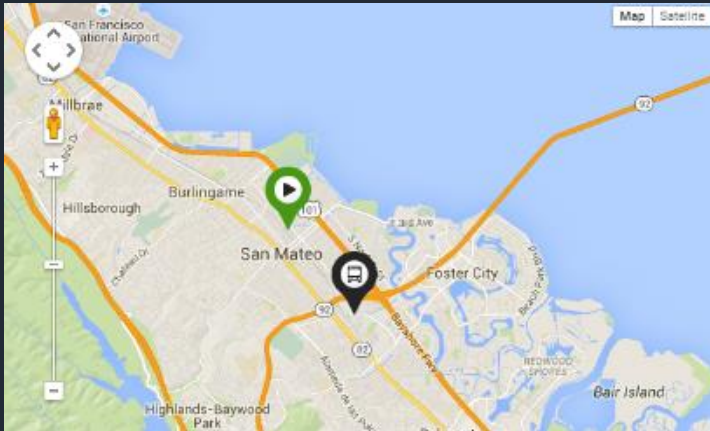 San Francisco
ational Airport
Map
Satellite
92
Millbrae
Burlingame
Hillsborough
101
San Mateo
Foster City
92
82
Bayshore Fwy
REDWOOD
SHORES
Bair Island
Highlands-Baywood
Park